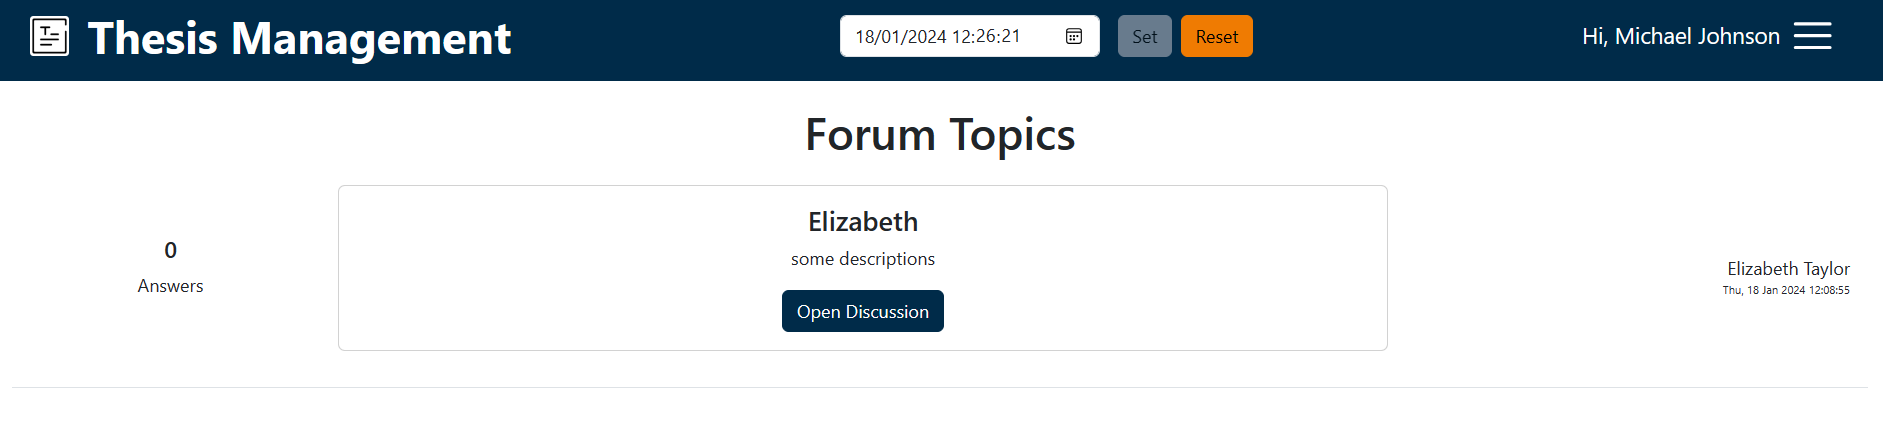 Thesis Management
18/01/2024 12:26:21
Set
Reset
Hi, Michael Johnson
Forum Topics
0
Answers
Elizabeth
some descriptions
Open Discussion
Elizabeth Taylor
Thu, 18 Jan 2024 12:08:55